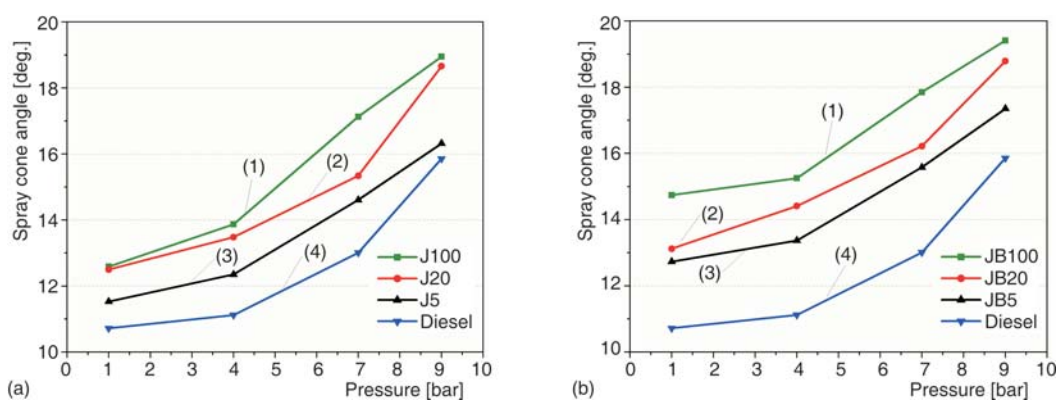 Spray cone angle [deg.]
20
18
16
14
12
10
(1)
(2)
(3)
(4)
J100
J20
J5
Diesel
0 1 2 3 4 5 6 7 8 9 10
(a)
Pressure [bar]
Spray cone angle [deg.]
20
18
16
14
12
10
(1)
(2)
(3)
(4)
JB100
JB20
JB5
Diesel
0 1 2 3 4 5 6 7 8 9 10
(b)
Pressure [bar]